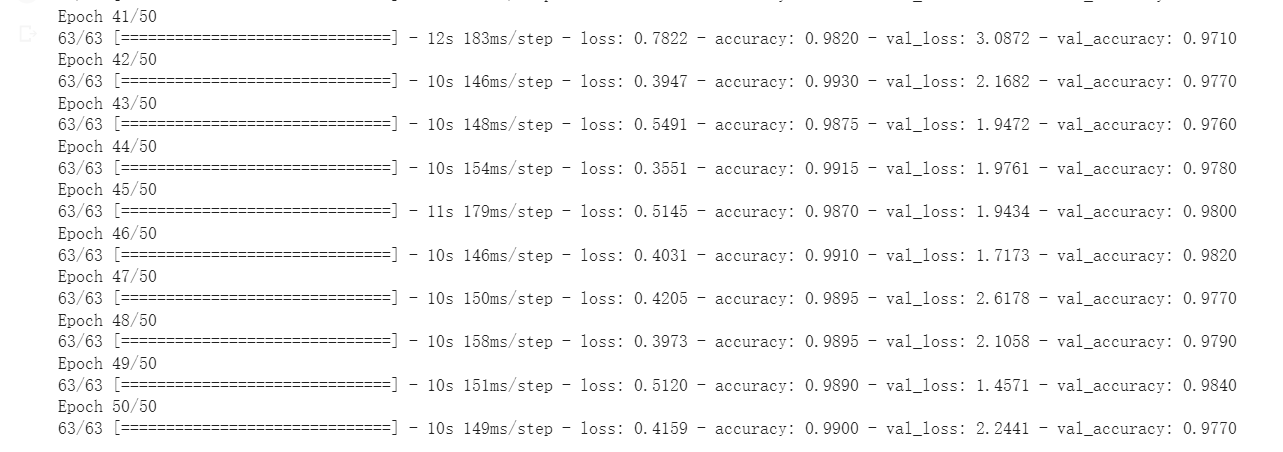 Epoch 41/50
63/63 [==============================] - 12s 183ms/step - loss: 0.7822 - accuracy: 0.9820 - val_loss: 3.0872 - val_accuracy: 0.9710
Epoch 42/50
63/63 [==============================] - 10s 146ms/step - loss: 0.3947 - accuracy: 0.9930 - val_loss: 2.1682 - val_accuracy: 0.9770
Epoch 43/50
63/63 [==============================] - 10s 148ms/step - loss: 0.5491 - accuracy: 0.9875 - val_loss: 1.9472 - val_accuracy: 0.9760
Epoch 44/50
63/63 [==============================] - 10s 154ms/step - loss: 0.3551 - accuracy: 0.9915 - val_loss: 1.9761 - val_accuracy: 0.9780
Epoch 45/50
63/63 [==============================] - 11s 179ms/step - loss: 0.5145 - accuracy: 0.9870 - val_loss: 1.9434 - val_accuracy: 0.9800
Epoch 46/50
63/63 [==============================] - 10s 146ms/step - loss: 0.4031 - accuracy: 0.9910 - val_loss: 1.7173 - val_accuracy: 0.9820
Epoch 47/50
63/63 [==============================] - 10s 150ms/step - loss: 0.4205 - accuracy: 0.9895 - val_loss: 2.6178 - val_accuracy: 0.9770
Epoch 48/50
63/63 [==============================] - 10s 158ms/step - loss: 0.3973 - accuracy: 0.9895 - val_loss: 2.1058 - val_accuracy: 0.9790
Epoch 49/50
63/63 [==============================] - 10s 151ms/step - loss: 0.5120 - accuracy: 0.9890 - val_loss: 1.4571 - val_accuracy: 0.9840
Epoch 50/50
63/63 [==============================] - 10s 149ms/step - loss: 0.4159 - accuracy: 0.9900 - val_loss: 2.2441 - val_accuracy: 0.9770